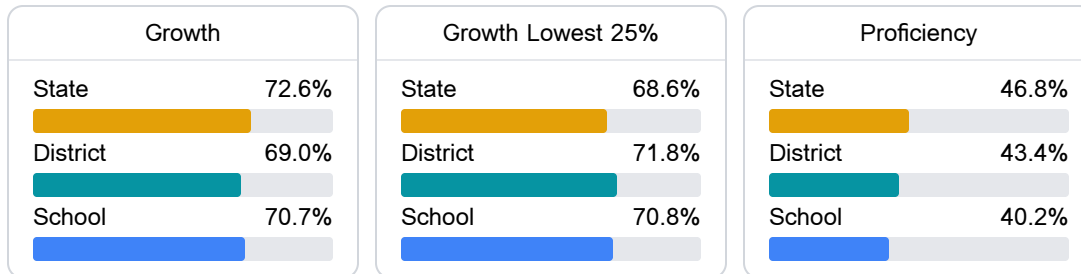 Growth
State 72.6%
District 69.0%
School 70.7%
Growth Lowest 25%
State 68.6%
District 71.8%
School 70.8%
Proficiency
State 46.8%
District 43.4%
School 40.2%